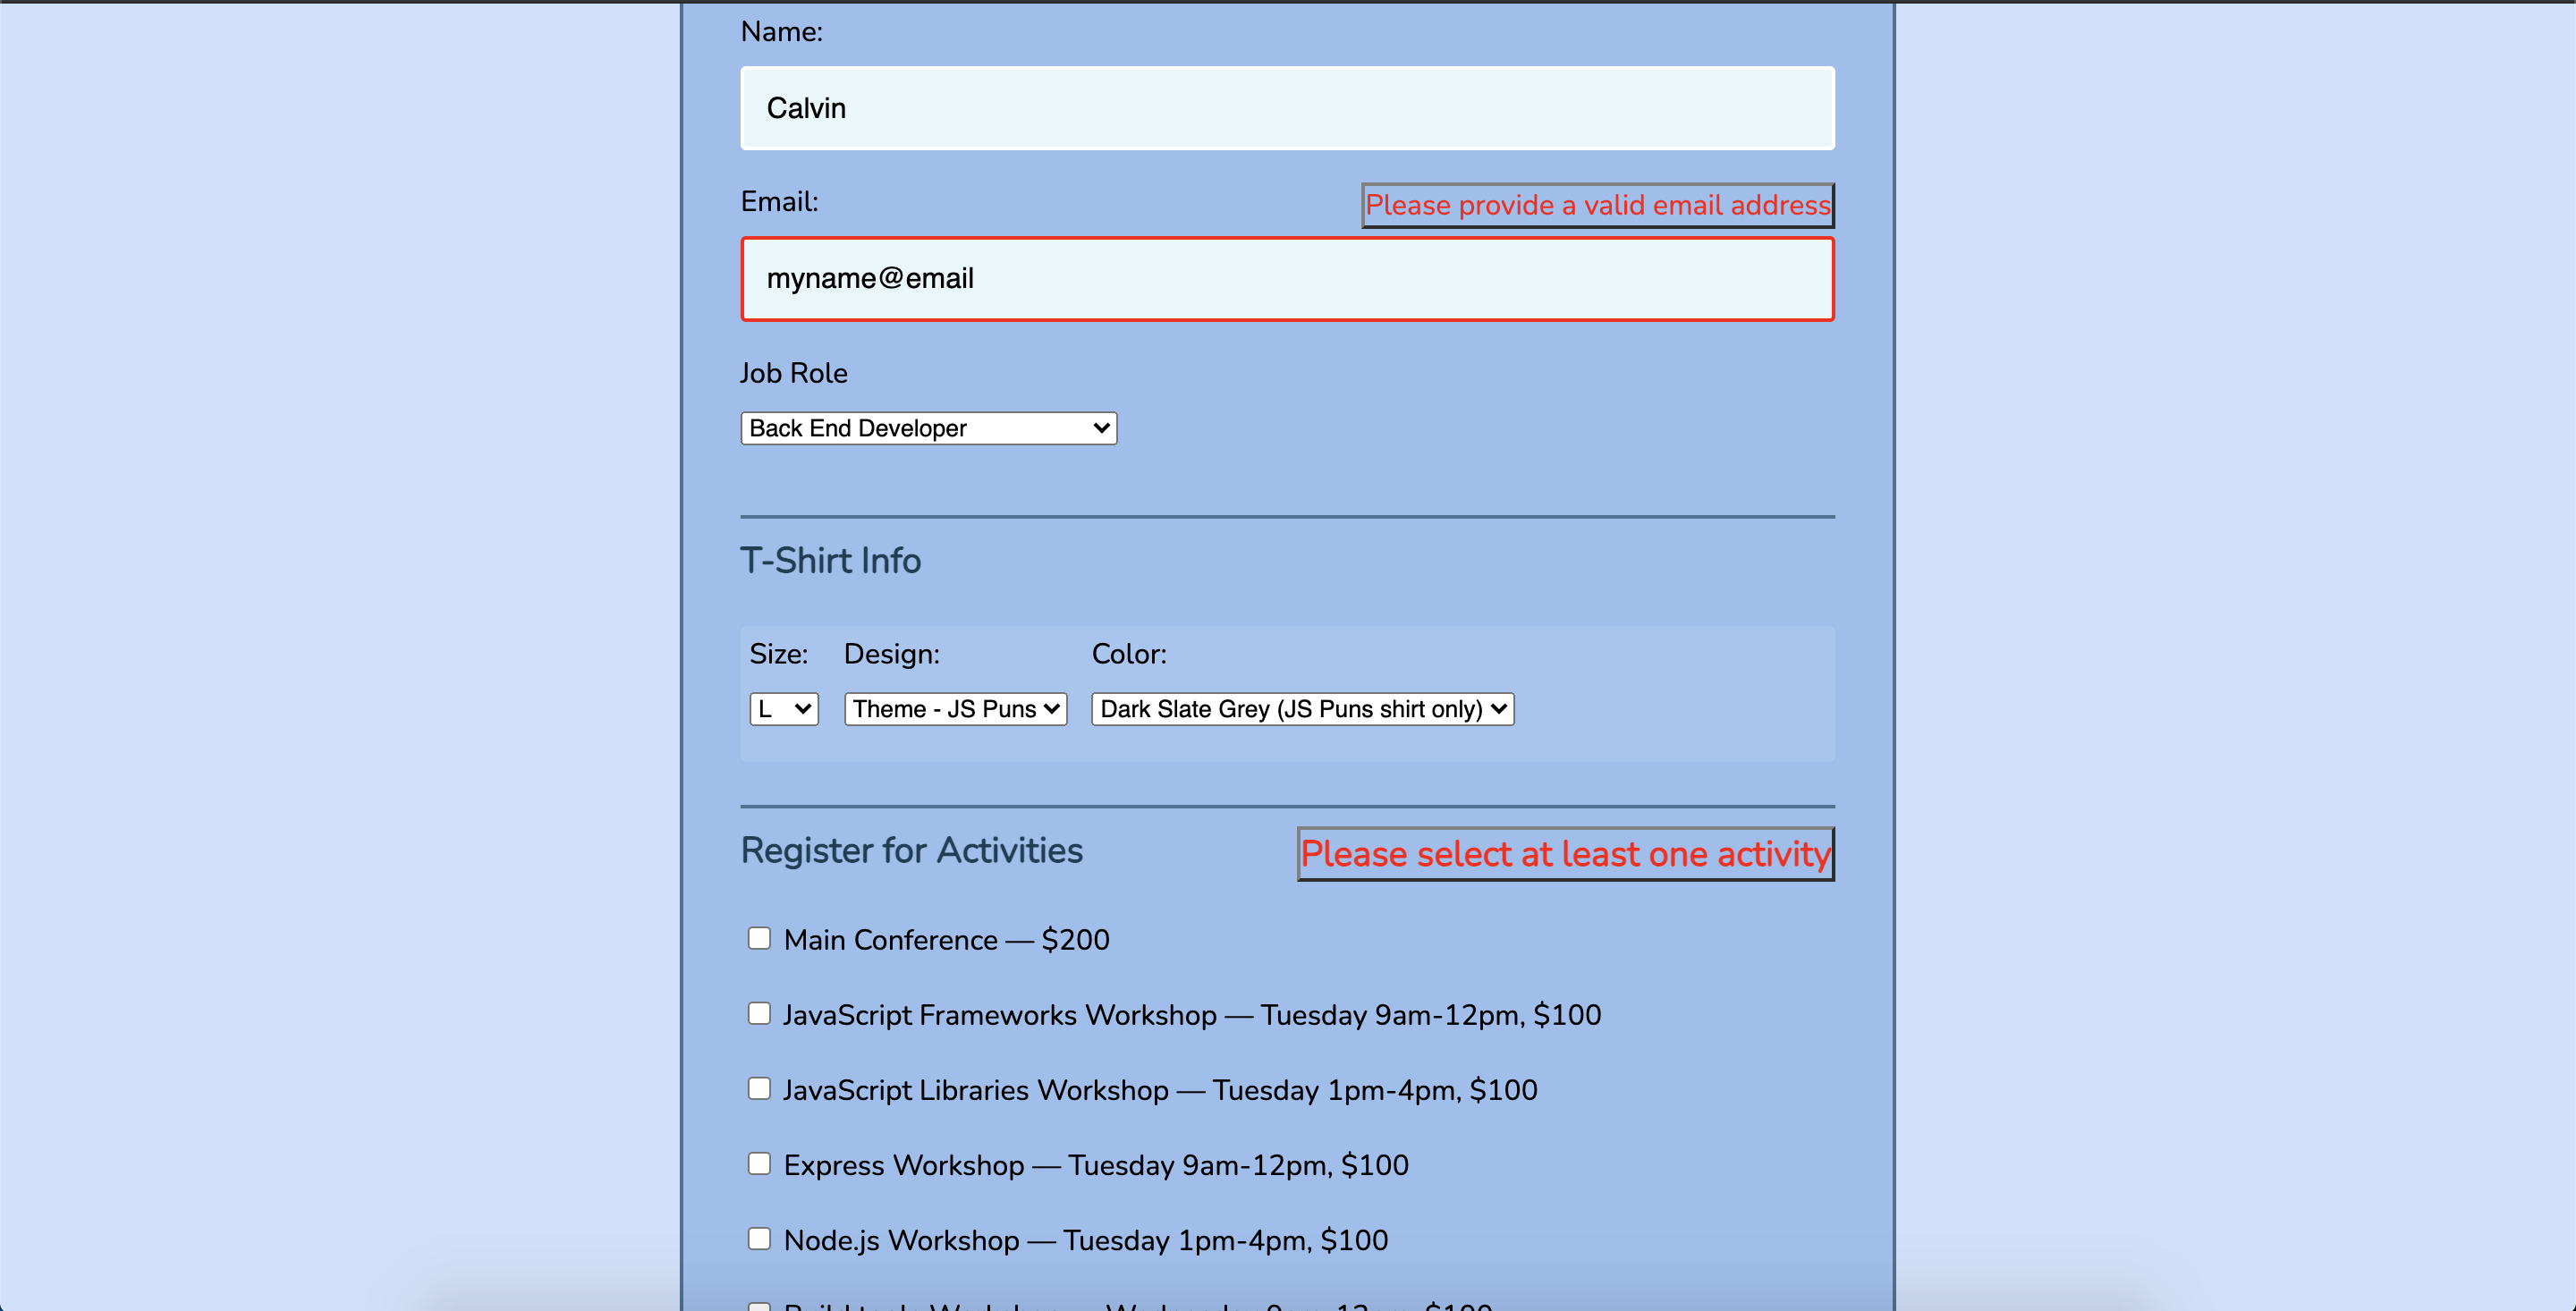 Name:
Calvin
Email:
Please provide a valid email address
myname@email
Job Role
Back End Developer
T-Shirt Info
Size: Design: Color:
L Theme - JS Puns Dark Slate Grey (JS Puns shirt only)
Register for Activities
Please select at least one activity
Main Conference — $200
JavaScript Frameworks Workshop — Tuesday 9am-12pm, $100
JavaScript Libraries Workshop — Tuesday 1pm-4pm, $100
Express Workshop — Tuesday 9am-12pm, $100
Node.js Workshop — Tuesday 1pm-4pm, $100